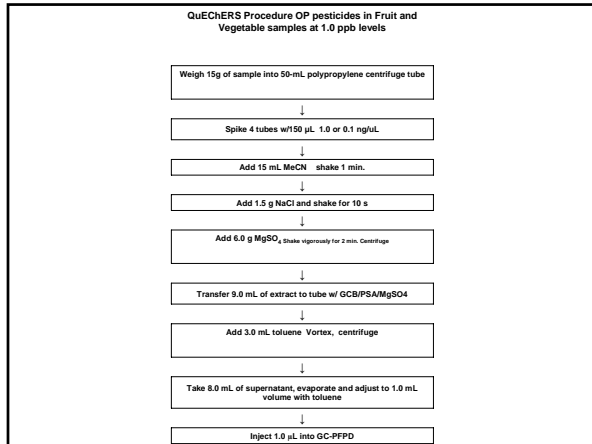 QuEChERS Procedure OP pesticides in Fruit and
Vegetable samples at 1.0 ppb levels
Weigh 15g of sample into 50-mL polypropylene centrifuge tube
↓
Spike 4 tubes w/150 µL 1.0 or 0.1 ng/uL
↓
Add 15 mL MeCN shake 1 min.
↓
Add 1.5 g NaCl and shake for 10 s
↓
Add 6.0 g MgSO₄ Shake vigorously for 2 min. Centrifuge
↓
Transfer 9.0 mL of extract to tube w/ GCB/PSA/MgSO4
↓
Add 3.0 mL toluene Vortex, centrifuge
↓
Take 8.0 mL of supernatant, evaporate and adjust to 1.0 mL
volume with toluene
↓
Inject 1.0 µL into GC-PFPD